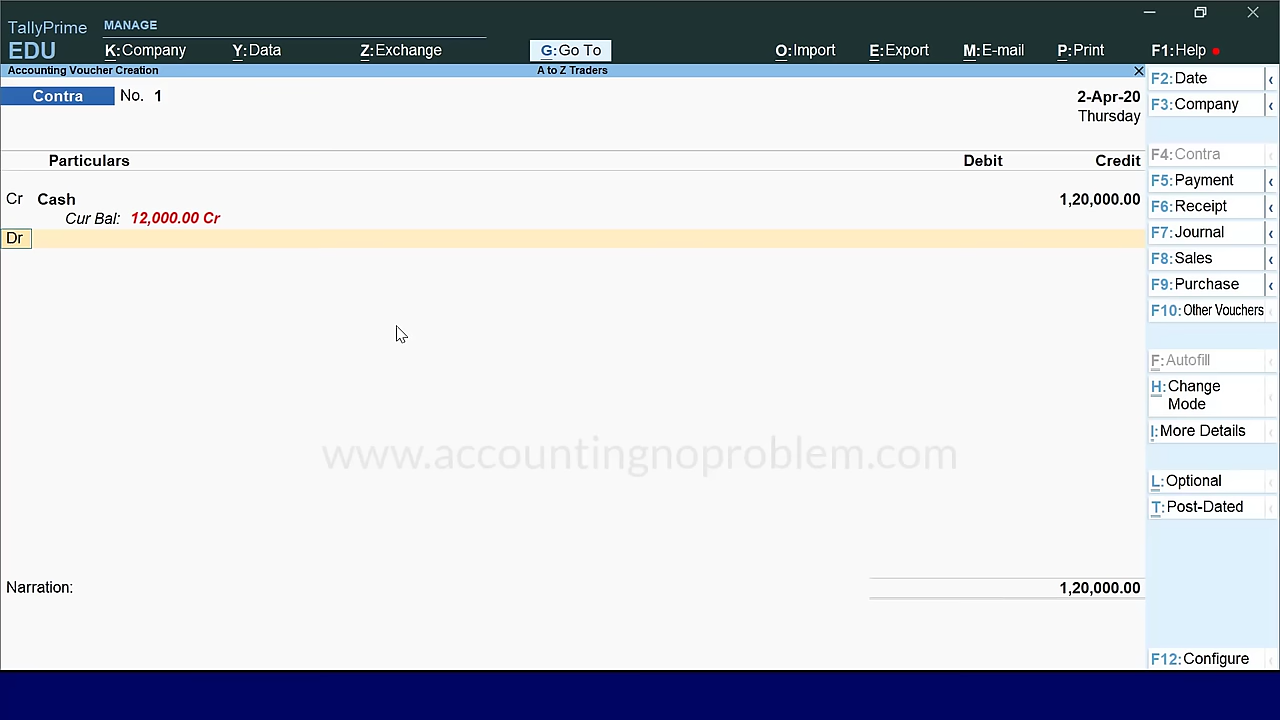 TallyPrime
MANAGE
EDU
K:Company
Y:Data
Z:Exchange
G:Go To
O:Import
E:Export
M:E-mail
P:Print
F1:Help
Accounting Voucher Creation
A to Z Traders
Contra No. 1
2-Apr-20
Thursday
Particulars
Debit
Credit
Cr Cash
1,20,000.00
Cur Bal: 12,000.00 Cr
Dr
www.accountingnoproblem.com
Narration:
1,20,000.00
F2:Date
F3:Company
F4:Contra
F5:Payment
F6:Receipt
F7:Journal
F8:Sales
F9:Purchase
F10:Other Vouchers
F:Autofill
H:Change
Mode
I:More Details
L:Optional
T:Post-Dated
F12:Configure